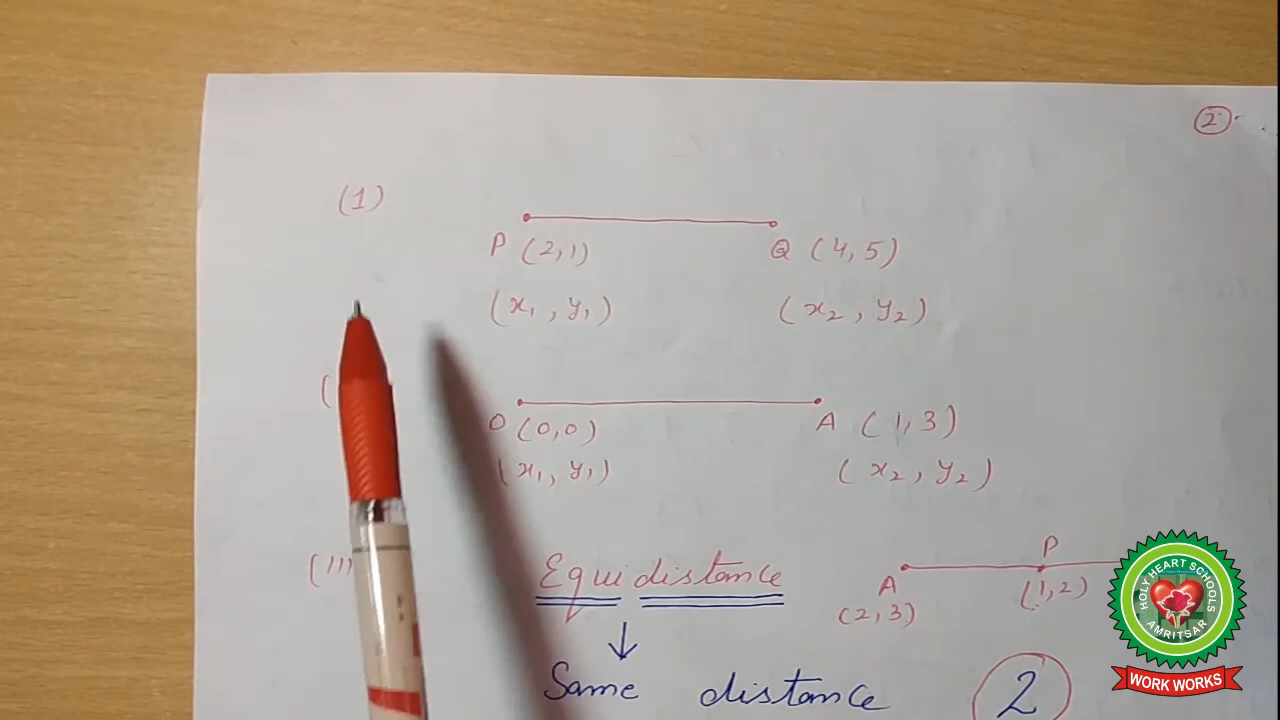 2
(1)
P (2,1) Q (4,5)
(x₁, y₁) (x₂, y₂)
O (0,0) A (1,3)
(x₁, y₁) (x₂, y₂)
(III Equidistance P
A (1,2)
(2,3)
↓
Same distance 2
HOLY HEART SCHOOLS
AMRITSAR
WORK WORKS